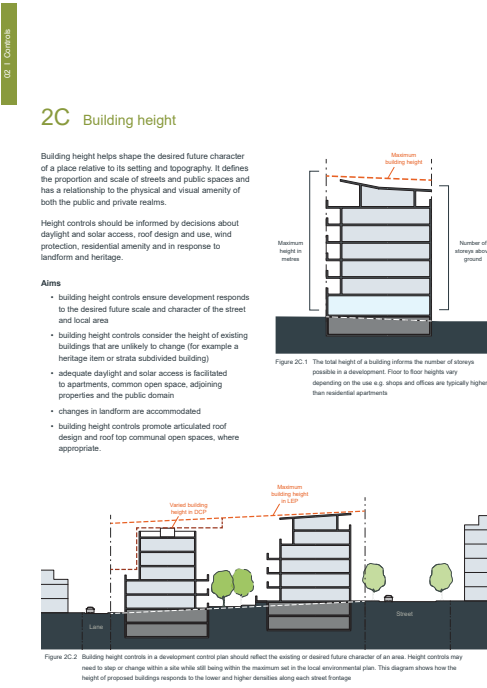 02 | Controls
2C Building height
Building height helps shape the desired future character
of a place relative to its setting and topography. It defines
the proportion and scale of streets and public spaces and
has a relationship to the physical and visual amenity of
both the public and private realms.
Height controls should be informed by decisions about
daylight and solar access, roof design and use, wind
protection, residential amenity and in response to
landform and heritage.
Aims
• building height controls ensure development responds
to the desired future scale and character of the street
and local area
• building height controls consider the height of existing
buildings that are unlikely to change (for example a
heritage item or strata subdivided building)
• adequate daylight and solar access is facilitated
to apartments, common open space, adjoining
properties and the public domain
• changes in landform are accommodated
• building height controls promote articulated roof
design and roof top communal open spaces, where
appropriate.
Maximum
building height
Maximum
height in
metres
Number of
storeys abov
ground
Figure 2C.1 The total height of a building informs the number of storeys
possible in a development. Floor to floor heights vary
depending on the use e.g. shops and offices are typically higher
than residential apartments
Varied building
height in DCP
Maximum
building height
in LEP
Lane
Street
Figure 2C.2 Building height controls in a development control plan should reflect the existing or desired future character of an area. Height controls may
need to step or change within a site while still being within the maximum set in the local environmental plan. This diagram shows how the
height of proposed buildings responds to the lower and higher densities along each street frontage